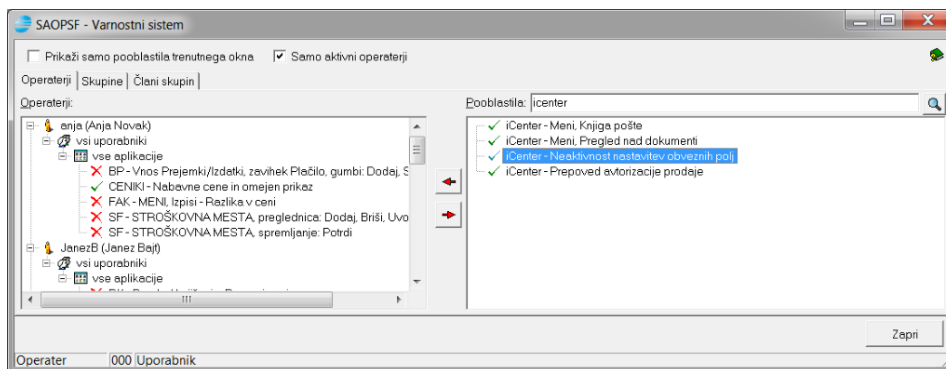 SAOPSF - Varnostni sistem
Prikaži samo pooblastila trenutnega okna
Samo aktivni operaterji
Operaterji
Skupine
Člani skupin
Operaterji:
anja (Anja Novak)
vsi uporabniki
vse aplikacije
BP - Vnos Prejemki/Izdatki, zavihek Plačilo, gumbi: Dodaj, S
CENIKI - Nabavne cene in omejen prikaz
FAK - MENI, Izpisi - Razlika v ceni
SF - STROŠKOVNA MESTA, preglednica: Dodaj, Briši, Uvo
SF - STROŠKOVNA MESTA, spremljanje: Potrdi
JanezB (Janez Bajt)
vsi uporabniki
vse aplikacije
Pooblastila: icenter
iCenter - Meni, Knjiga pošte
iCenter - Meni, Pregled nad dokumenti
iCenter - Neaktivnost nastavitev obveznih polj
iCenter - Prepoved avtorizacije prodaje
Zapri
Operater 000 Uporabnik